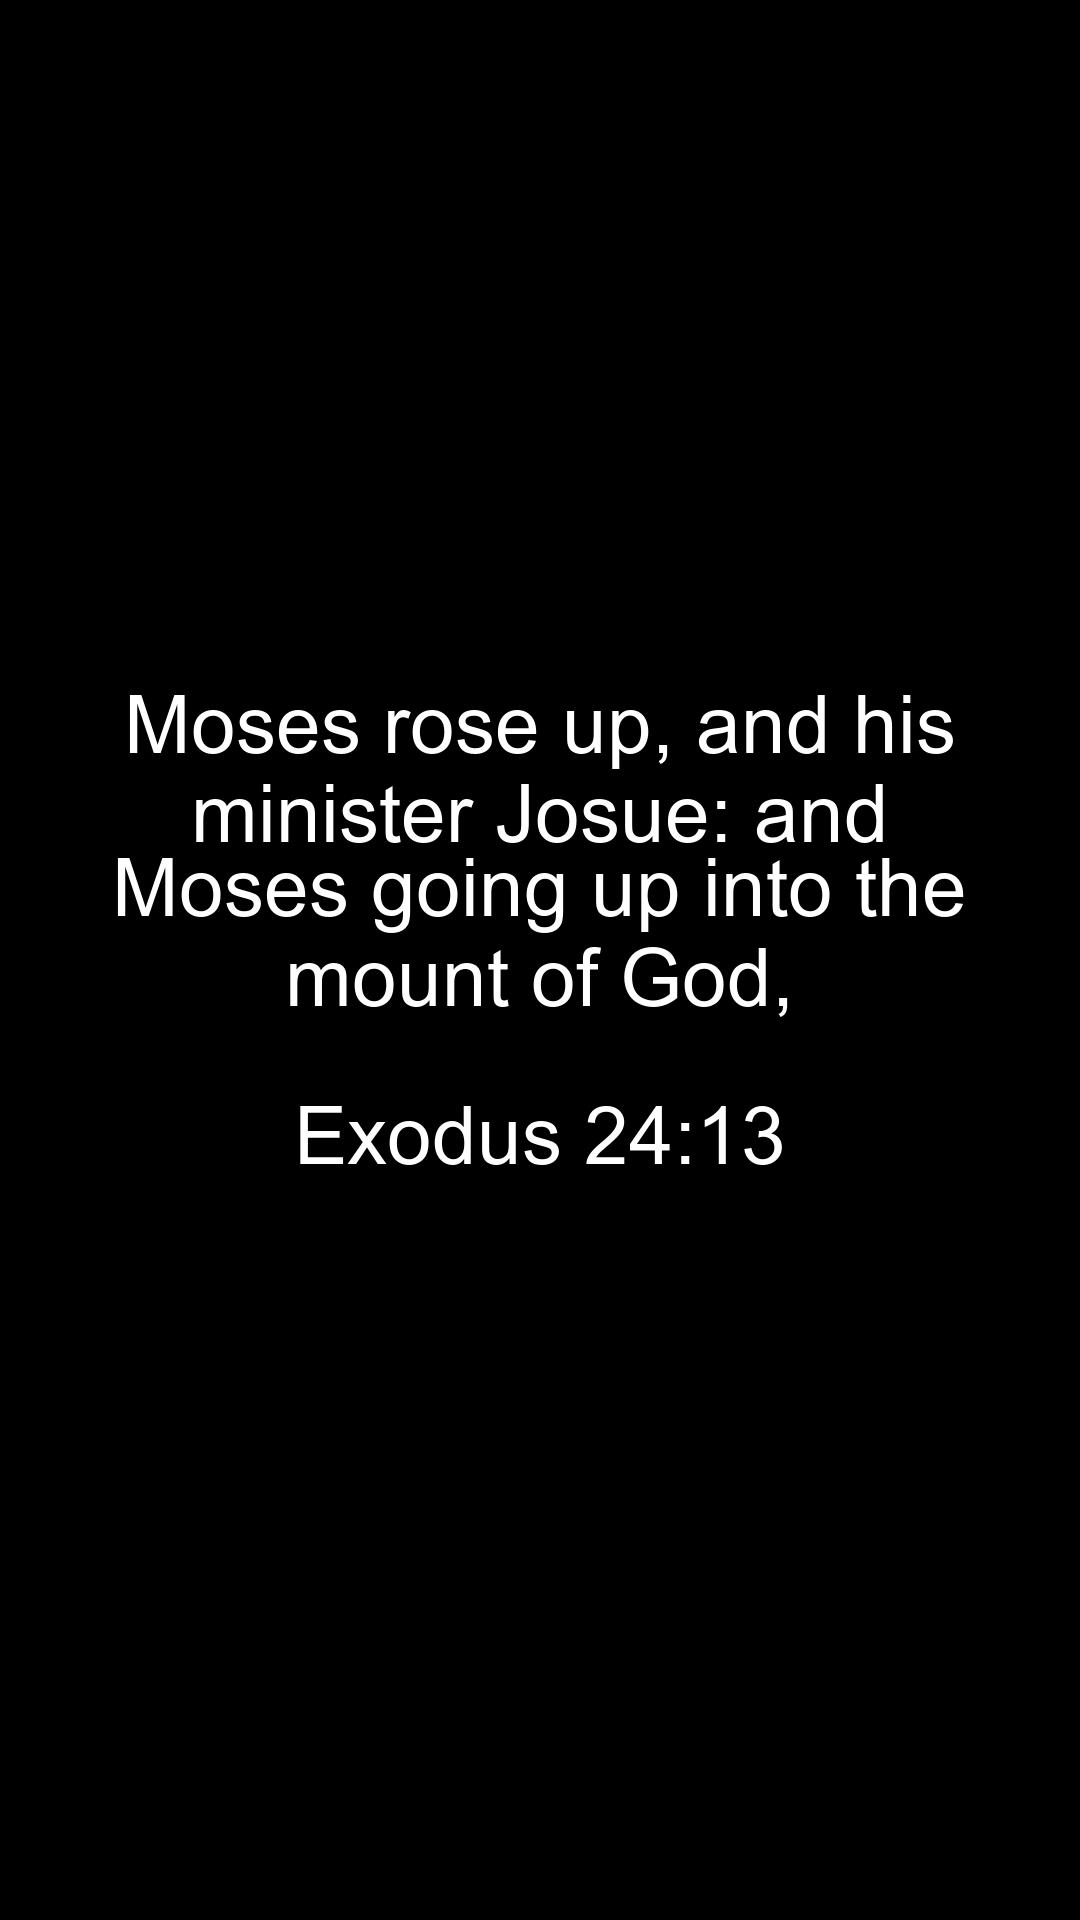 Moses rose up, and his
minister Josue: and
Moses going up into the
mount of God,
Exodus 24:13